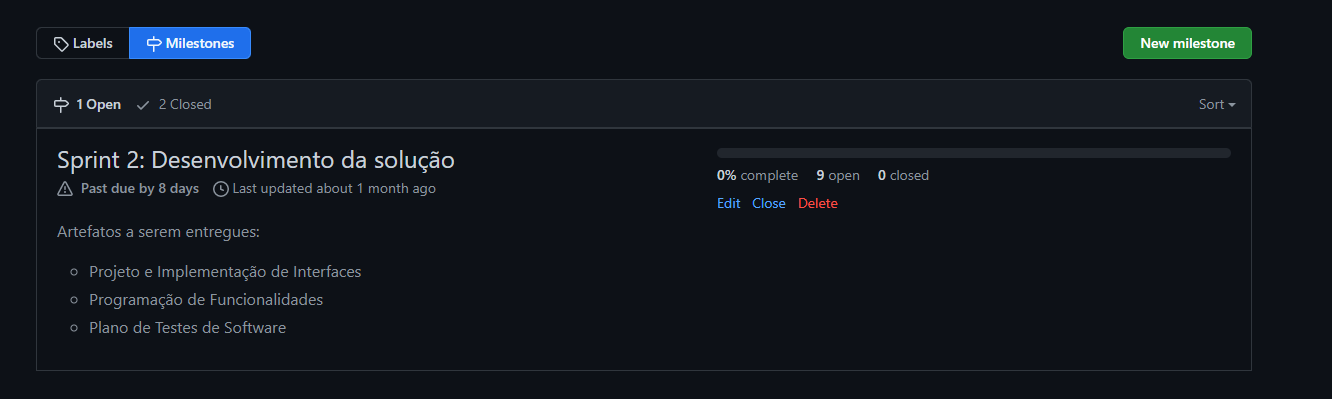 Labels Milestones New milestone
1 Open 2 Closed Sort
Sprint 2: Desenvolvimento da solução
Past due by 8 days Last updated about 1 month ago
0% complete 9 open 0 closed
Edit Close Delete
Artefatos a serem entregues:
Projeto e Implementação de Interfaces
Programação de Funcionalidades
Plano de Testes de Software